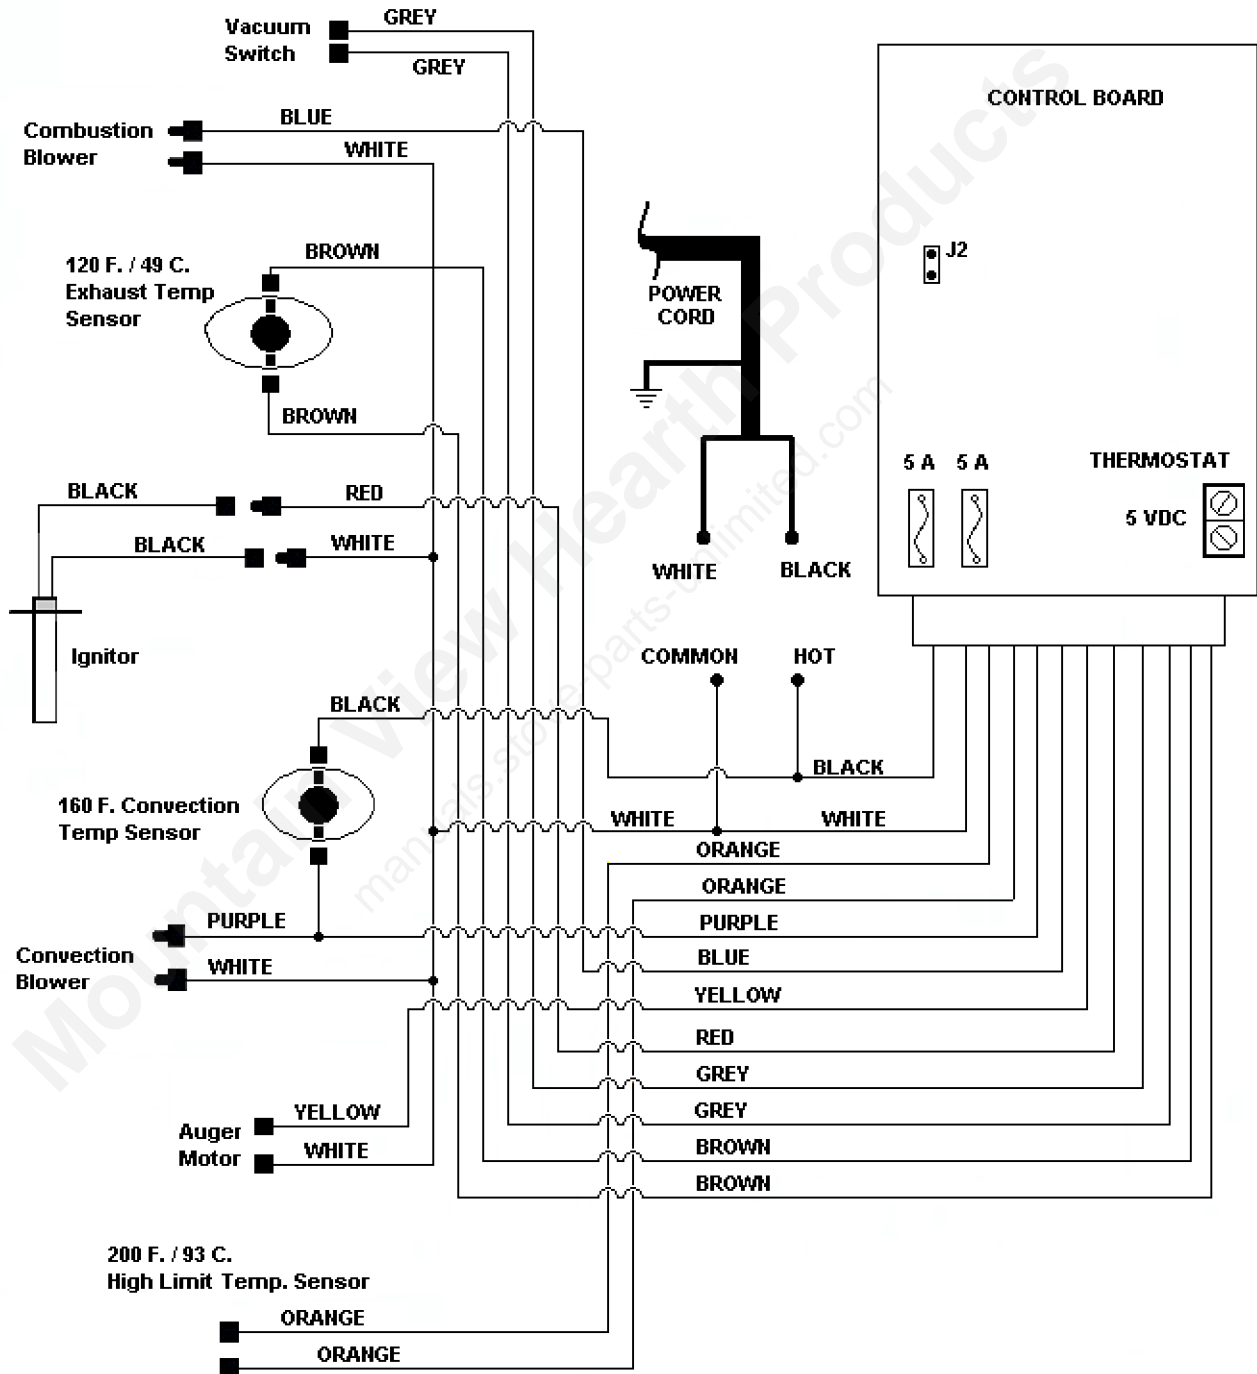 Vacuum
Switch
GREY
GREY
CONTROL BOARD
Combustion
Blower
BLUE
WHITE
120 F. / 49 C.
Exhaust Temp
Sensor
BROWN
BROWN
J2
POWER
CORD
5 A
5 A
THERMOSTAT
5 VDC
BLACK
RED
BLACK
WHITE
Ignitor
WHITE
BLACK
COMMON
HOT
BLACK
BLACK
160 F. Convection
Temp Sensor
WHITE
WHITE
ORANGE
ORANGE
PURPLE
PURPLE
Convection
Blower
WHITE
BLUE
YELLOW
RED
GREY
GREY
BROWN
BROWN
Auger
Motor
YELLOW
WHITE
200 F. / 93 C.
High Limit Temp. Sensor
ORANGE
ORANGE
Mountain View Hearth Products
manuals.stove-parts-unlimited.com